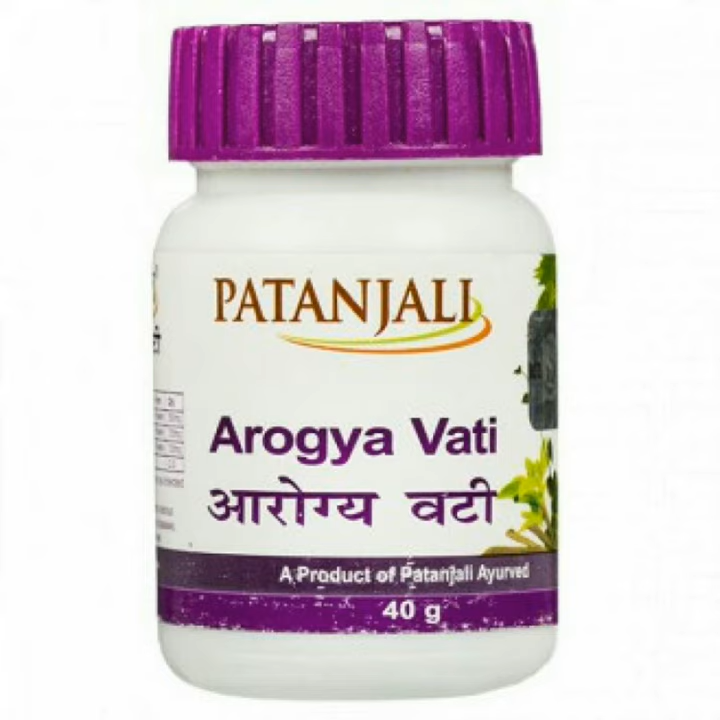 PATANJALI
Arogya Vati
आरोग्य वटी
A Product of Patanjali Ayurved
40 g